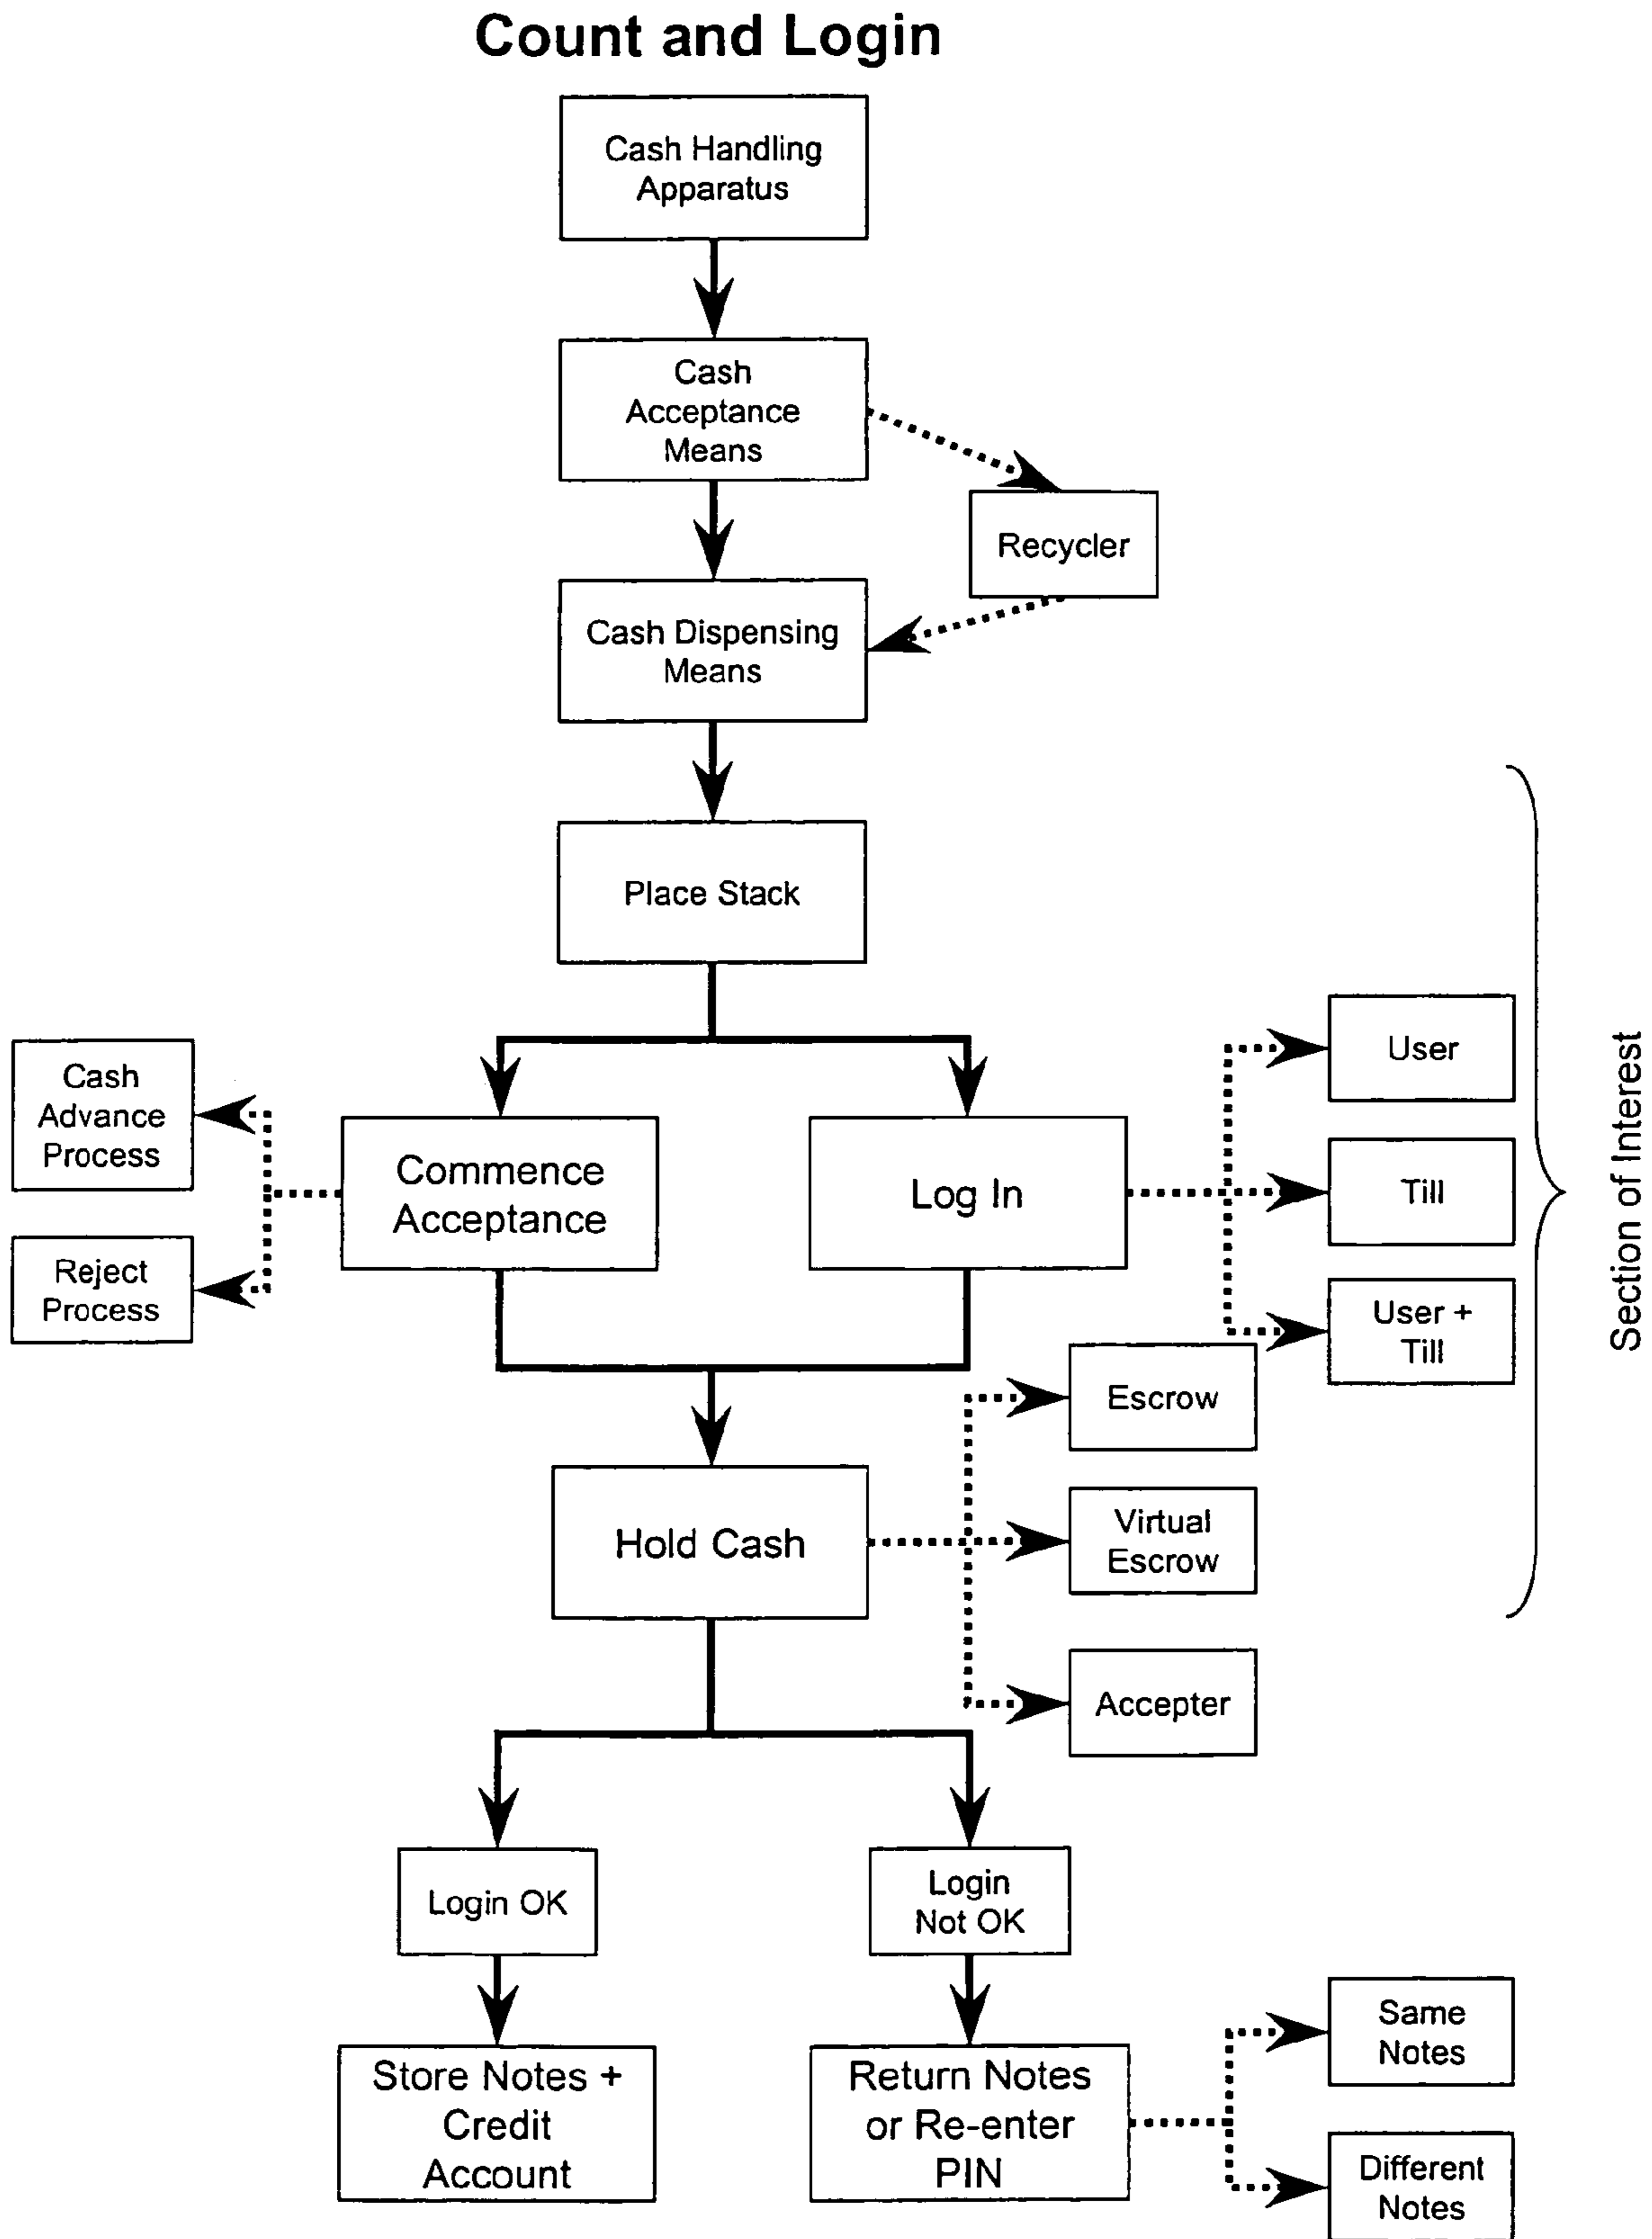 Count and Login
Cash Handling
Apparatus
Cash
Acceptance
Means
Recycler
Cash Dispensing
Means
Place Stack
User
Cash
Advance
Process
Commence
Acceptance
Log In
Till
Reject
Process
User +
Till
Section of Interest
Escrow
Hold Cash
Virtual
Escrow
Accepter
Login OK
Login
Not OK
Store Notes +
Credit
Account
Return Notes
or Re-enter
PIN
Same
Notes
Different
Notes